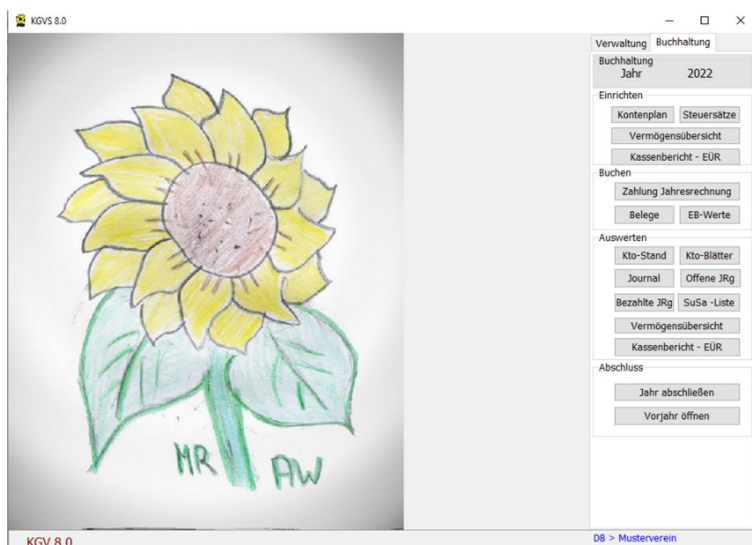 KGVS 8.0
Verwaltung Buchhaltung
Buchhaltung
Jahr 2022
Einrichten
Kontenplan Steuersätze
Vermögensübersicht
Kassenbericht - EÜR
Buchen
Zahlung Jahresrechnung
Belege EB-Werte
Auswerten
Kto-Stand Kto-Blätter
Journal Offene JRg
Bezahlte JRg SuSa -Liste
Vermögensübersicht
Kassenbericht - EÜR
Abschluss
Jahr abschließen
Vorjahr öffnen
MR AW
KGV 8.0
DB > Musterverein